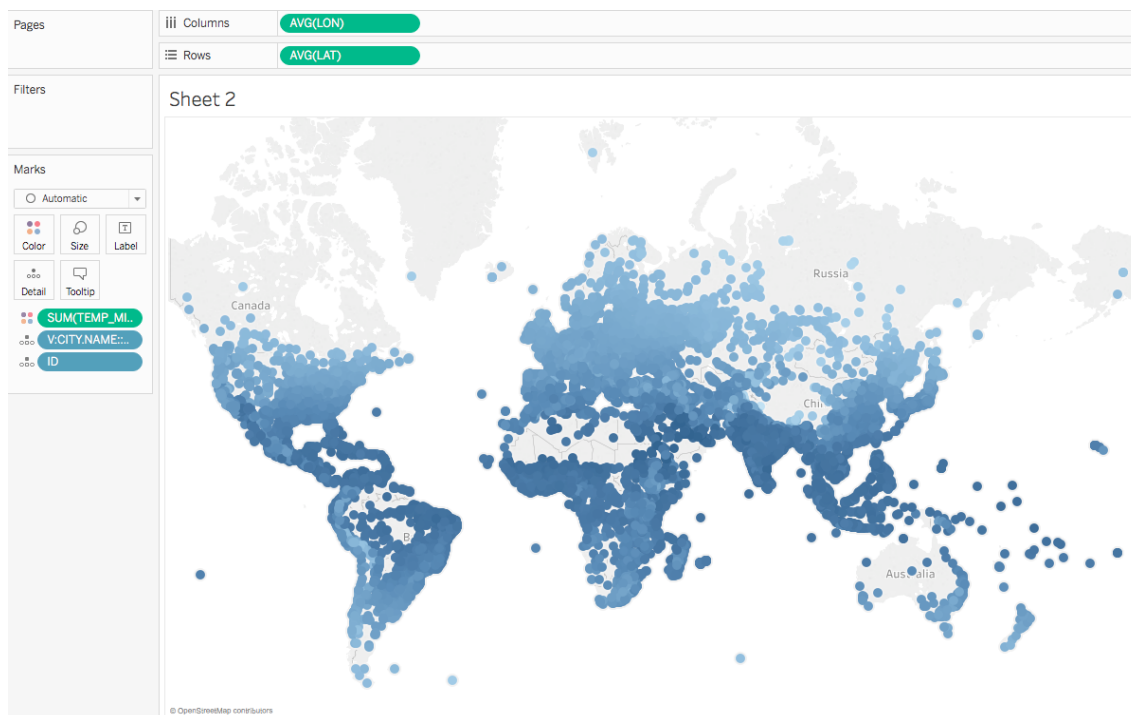 Pages
Columns
AVG(LON)
Rows
AVG(LAT)
Filters
Sheet 2
Marks
Automatic
Color
Size
Label
Detail
Tooltip
SUM(TEMP_MI..
V:CITY.NAME::..
ID
Canada
Russia
Chi
B
Australia
© OpenStreetMap contributors